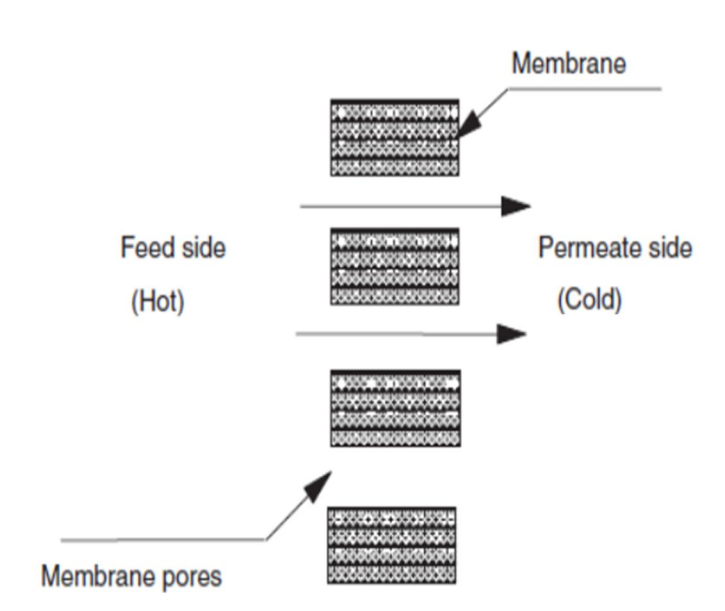 Membrane
Feed side
(Hot)
Permeate side
(Cold)
Membrane pores